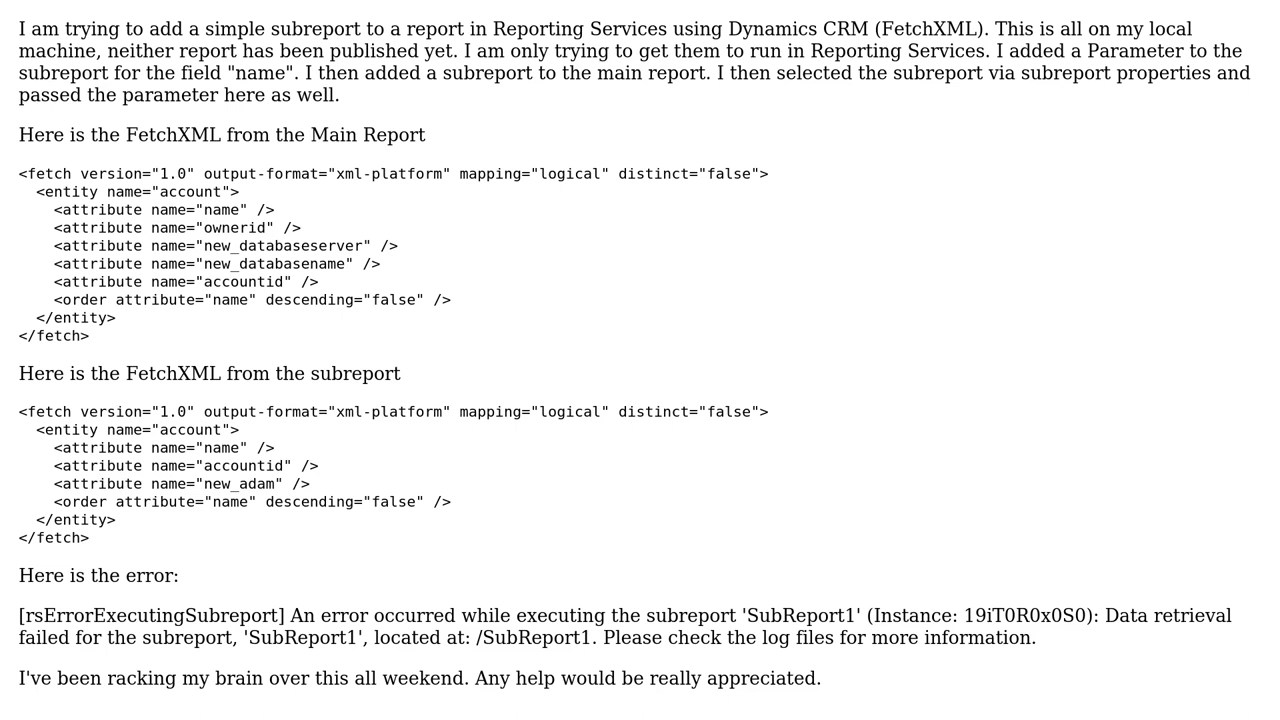 I am trying to add a simple subreport to a report in Reporting Services using Dynamics CRM (FetchXML). This is all on my local
machine, neither report has been published yet. I am only trying to get them to run in Reporting Services. I added a Parameter to the
subreport for the field "name". I then added a subreport to the main report. I then selected the subreport via subreport properties and
passed the parameter here as well.
Here is the FetchXML from the Main Report
<fetch version="1.0" output-format="xml-platform" mapping="logical" distinct="false">
  <entity name="account">
    <attribute name="name" />
    <attribute name="ownerid" />
    <attribute name="new_databaseserver" />
    <attribute name="new_databasename" />
    <attribute name="accountid" />
    <order attribute="name" descending="false" />
  </entity>
</fetch>
Here is the FetchXML from the subreport
<fetch version="1.0" output-format="xml-platform" mapping="logical" distinct="false">
  <entity name="account">
    <attribute name="name" />
    <attribute name="accountid" />
    <attribute name="new_adam" />
    <order attribute="name" descending="false" />
  </entity>
</fetch>
Here is the error:
[rsErrorExecutingSubreport] An error occurred while executing the subreport 'SubReport1' (Instance: 19iT0R0x0S0): Data retrieval
failed for the subreport, 'SubReport1', located at: /SubReport1. Please check the log files for more information.
I've been racking my brain over this all weekend. Any help would be really appreciated.